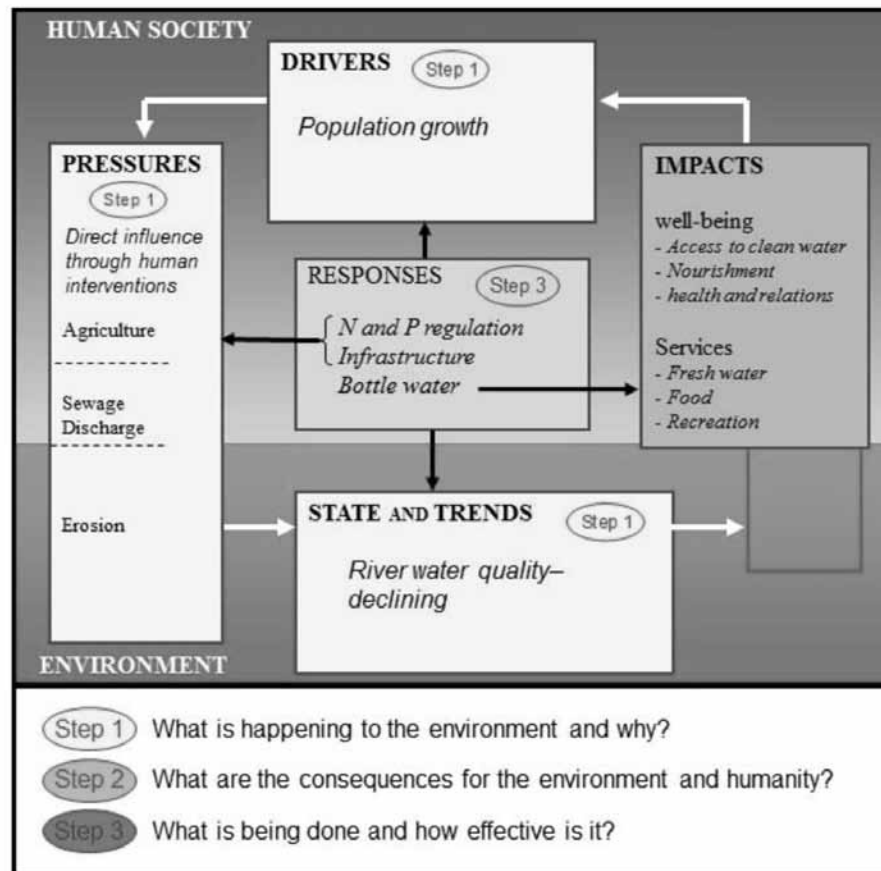 HUMAN SOCIETY
DRIVERS Step 1
Population growth
PRESSURES
Step 1
Direct influence
through human
interventions
Agriculture
Sewage
Discharge
Erosion
RESPONSES Step 3
N and P regulation
Infrastructure
Bottle water
IMPACTS
well-being
- Access to clean water
- Nourishment
- health and relations
Services
- Fresh water
- Food
- Recreation
STATE AND TRENDS Step 1
River water quality–
declining
ENVIRONMENT
Step 1 What is happening to the environment and why?
Step 2 What are the consequences for the environment and humanity?
Step 3 What is being done and how effective is it?